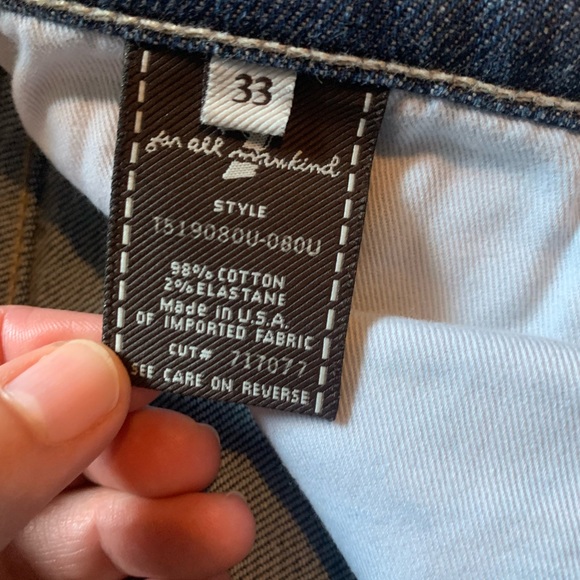 33
for all mankind
STYLE
T519080U-080U
98% COTTON
2% ELASTANE
Made in U.S.A.
OF IMPORTED FABRIC
CUT# 717077
SEE CARE ON REVERSE